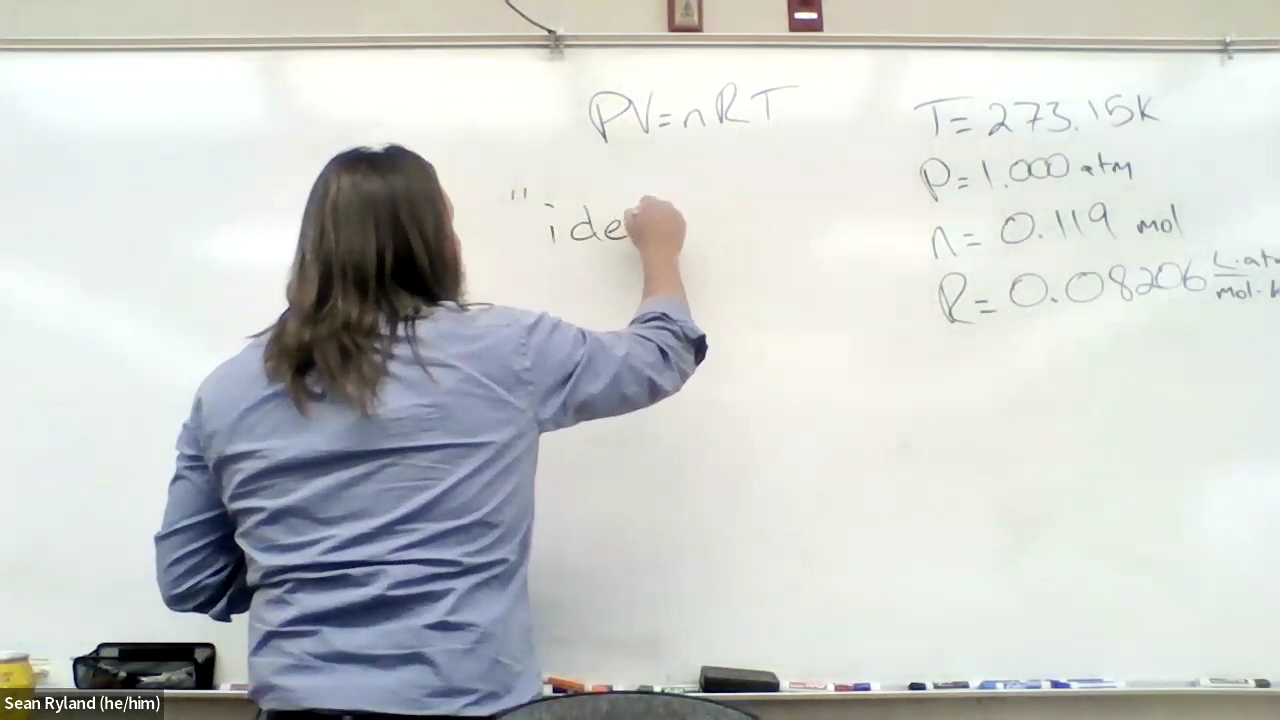 PV=nRT
"ide
T=273.15K
P=1.000 atm
n=0.119 mol
R=0.08206 L·atm/mol·K
Sean Ryland (he/him)